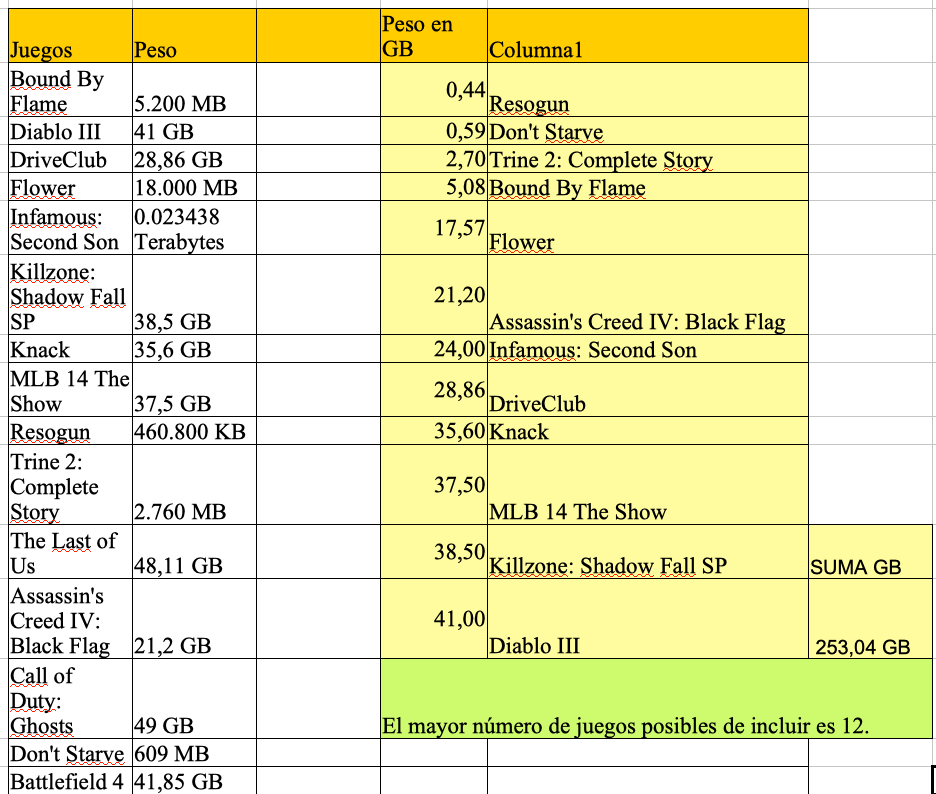 Juegos Peso Peso en GB Columna1
Bound By Flame 5.200 MB 0,44 Resogun
Diablo III 41 GB 0,59 Don't Starve
DriveClub 28,86 GB 2,70 Trine 2: Complete Story
Flower 18.000 MB 5,08 Bound By Flame
Infamous: Second Son 0.023438 Terabytes 17,57 Flower
Killzone: Shadow Fall SP 38,5 GB 21,20 Assassin's Creed IV: Black Flag
Knack 35,6 GB 24,00 Infamous: Second Son
MLB 14 The Show 37,5 GB 28,86 DriveClub
Resogun 460.800 KB 35,60 Knack
Trine 2: Complete Story 2.760 MB 37,50 MLB 14 The Show
The Last of Us 48,11 GB 38,50 Killzone: Shadow Fall SP SUMA GB
Assassin's Creed IV: Black Flag 21,2 GB 41,00 Diablo III 253,04 GB
Call of Duty: Ghosts 49 GB El mayor número de juegos posibles de incluir es 12.
Don't Starve 609 MB
Battlefield 4 41,85 GB